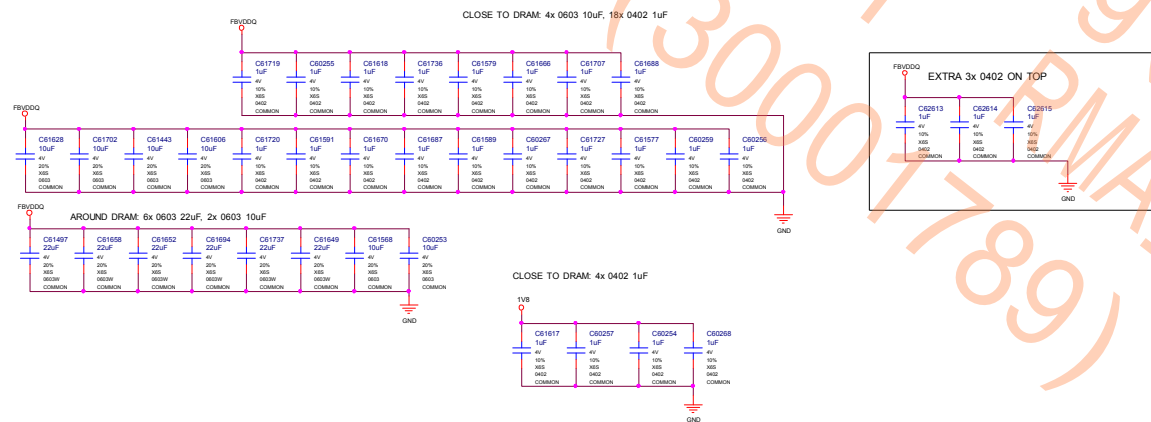 CLOSE TO DRAM: 4x 0603 10uF, 18x 0402 1uF
FBVDDQ
C61719 C60255 C61618 C61736 C61579 C61666 C61707 C61688
1uF 1uF 1uF 1uF 1uF 1uF 1uF 1uF
4V 4V 4V 4V 4V 4V 4V 4V
10% 10% 10% 10% 10% 10% 10% 10%
X6S X6S X6S X6S X6S X6S X6S X6S
0402 0402 0402 0402 0402 0402 0402 0402
COMMON COMMON COMMON COMMON COMMON COMMON COMMON COMMON
FBVDDQ
C61628 C61702 C61443 C61606 C61720 C61591 C61670 C61687 C61589 C60267 C61727 C61577 C60259 C60256
10uF 10uF 10uF 10uF 1uF 1uF 1uF 1uF 1uF 1uF 1uF 1uF 1uF 1uF
4V 4V 4V 4V 4V 4V 4V 4V 4V 4V 4V 4V 4V 4V
20% 20% 20% 20% 10% 10% 10% 10% 10% 10% 10% 10% 10% 10%
X6S X6S X6S X6S X6S X6S X6S X6S X6S X6S X6S X6S X6S X6S
0603 0603 0603 0603 0402 0402 0402 0402 0402 0402 0402 0402 0402 0402
COMMON COMMON COMMON COMMON COMMON COMMON COMMON COMMON COMMON COMMON COMMON COMMON COMMON COMMON
GND
FBVDDQ
AROUND DRAM: 6x 0603 22uF, 2x 0603 10uF
C61497 C61658 C61652 C61694 C61737 C61649 C61568 C60253
22uF 22uF 22uF 22uF 22uF 22uF 10uF 10uF
4V 4V 4V 4V 4V 4V 4V 4V
20% 20% 20% 20% 20% 20% 20% 20%
X6S X6S X6S X6S X6S X6S X6S X6S
0603W 0603W 0603W 0603W 0603W 0603W 0603 0603
COMMON COMMON COMMON COMMON COMMON COMMON COMMON COMMON
GND
CLOSE TO DRAM: 4x 0402 1uF
1V8
C61617 C60257 C60254 C60268
1uF 1uF 1uF 1uF
4V 4V 4V 4V
10% 10% 10% 10%
X6S X6S X6S X6S
0402 0402 0402 0402
COMMON COMMON COMMON COMMON
GND
FBVDDQ
EXTRA 3x 0402 ON TOP
C62613 C62614 C62615
1uF 1uF 1uF
4V 4V 4V
10% 10% 10%
X6S X6S X6S
0402 0402 0402
COMMON COMMON COMMON
GND
(30001789)
RMA